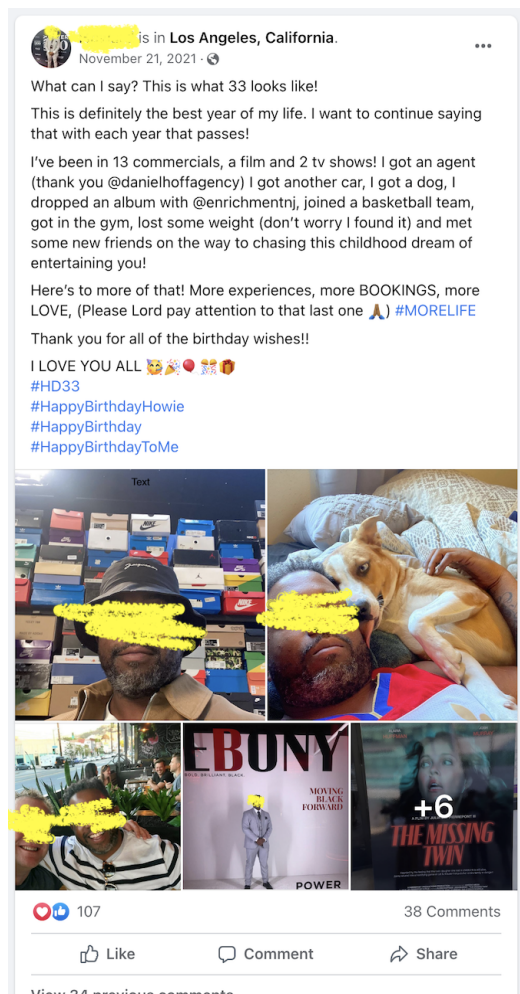 is in Los Angeles, California.
November 21, 2021 ·
What can I say? This is what 33 looks like!
This is definitely the best year of my life. I want to continue saying
that with each year that passes!
I've been in 13 commercials, a film and 2 tv shows! I got an agent
(thank you @danielhoffagency) I got another car, I got a dog, I
dropped an album with @enrichmentnj, joined a basketball team,
got in the gym, lost some weight (don't worry I found it) and met
some new friends on the way to chasing this childhood dream of
entertaining you!
Here's to more of that! More experiences, more BOOKINGS, more
LOVE, (Please Lord pay attention to that last one 🙏🏾) #MORELIFE
Thank you for all of the birthday wishes!!
I LOVE YOU ALL 🥰🎉🎈🎊🎁
#HD33
#HappyBirthdayHowie
#HappyBirthday
#HappyBirthdayToMe
Text
NIKE
NIKE
EBONY
BOLD. BRILLIANT. BLACK.
MOVING
BLACK
FORWARD
POWER
+6
THE MISSING
TWIN
107
38 Comments
Like
Comment
Share
View 34 previous comments